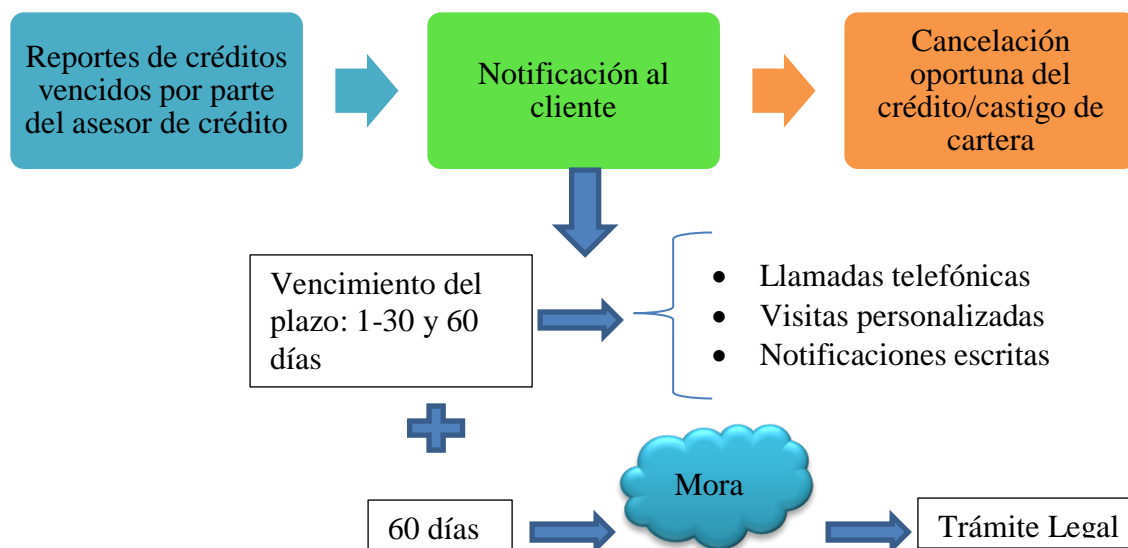 Reportes de créditos
vencidos por parte
del asesor de crédito
Notificación al
cliente
Cancelación
oportuna del
crédito/castigo de
cartera
Vencimiento del
plazo: 1-30 y 60
días
• Llamadas telefónicas
• Visitas personalizadas
• Notificaciones escritas
60 días
Mora
Trámite Legal